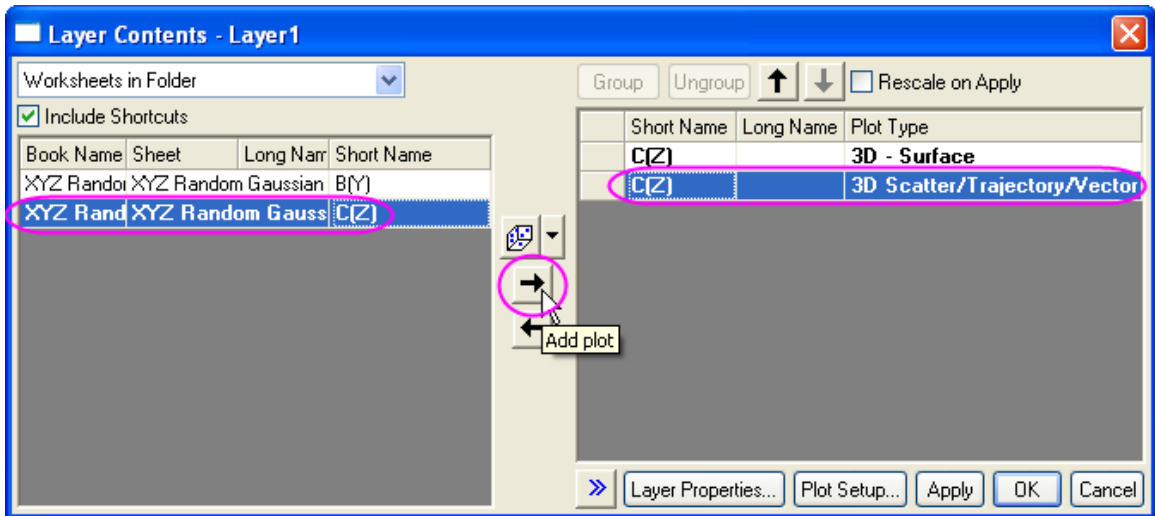 Layer Contents - Layer1
Worksheets in Folder
Include Shortcuts
Book Name Sheet Long Narr Short Name
XYZ Randor XYZ Random Gaussian B(Y)
XYZ Rand XYZ Random Gauss C(Z)
Add plot
Group Ungroup Rescale on Apply
Short Name Long Name Plot Type
C(Z) 3D - Surface
C(Z) 3D Scatter/Trajectory/Vector
Layer Properties... Plot Setup... Apply OK Cancel